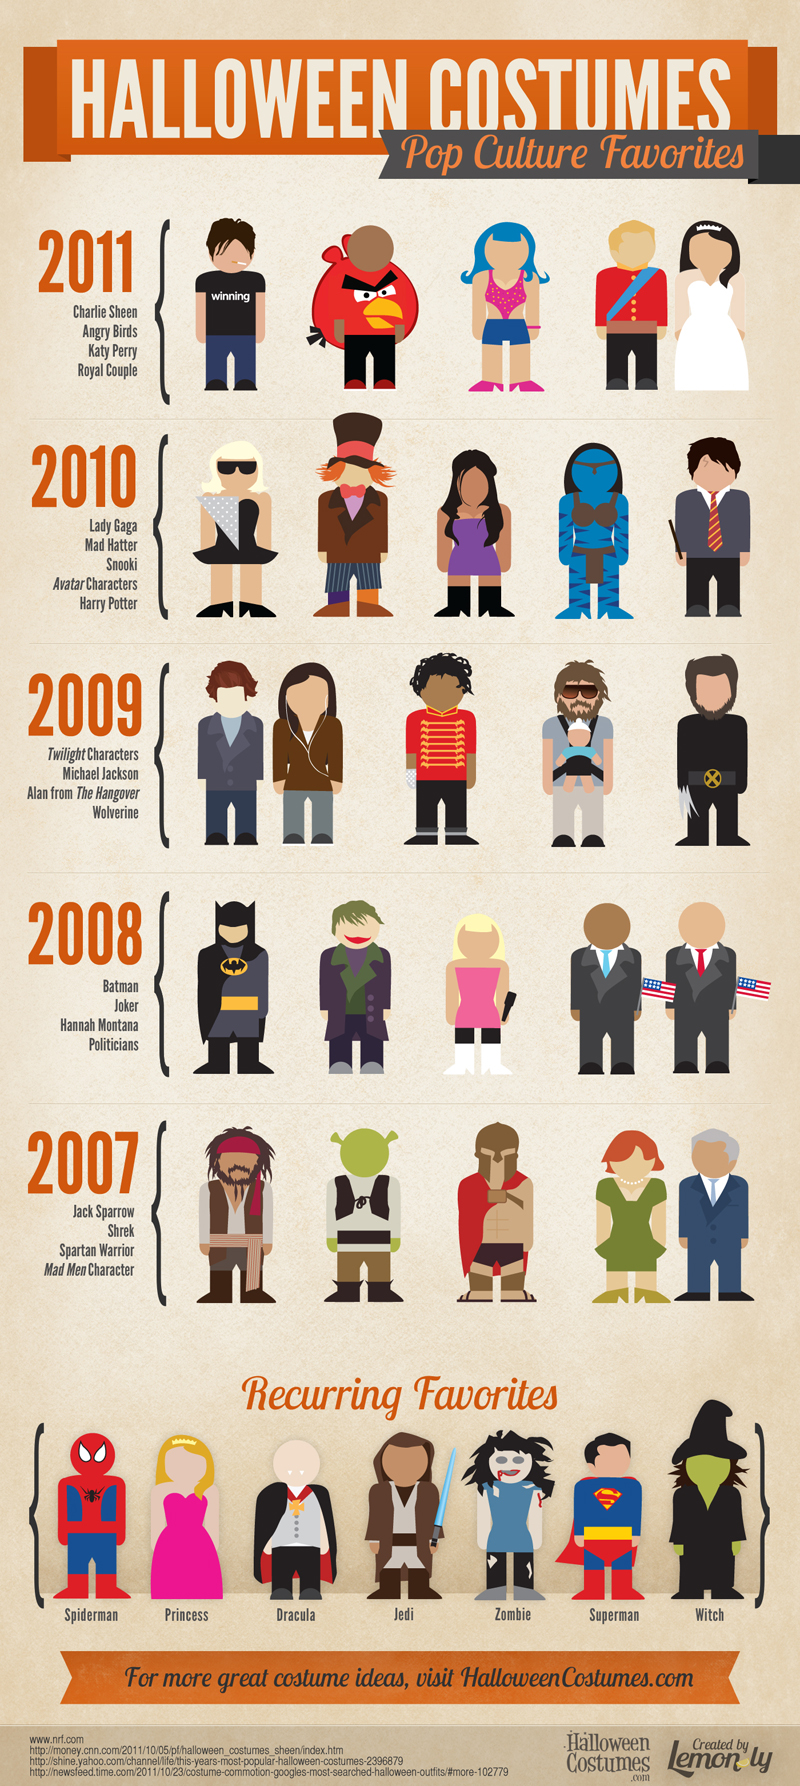 HALLOWEEN COSTUMES
Pop Culture Favorites
2011
Charlie Sheen
Angry Birds
Katy Perry
Royal Couple
winning
2010
Lady Gaga
Mad Hatter
Snooki
Avatar Characters
Harry Potter
2009
Twilight Characters
Michael Jackson
Alan from The Hangover
Wolverine
2008
Batman
Joker
Hannah Montana
Politicians
2007
Jack Sparrow
Shrek
Spartan Warrior
Mad Men Character
Recurring Favorites
Spiderman
Princess
Dracula
Jedi
Zombie
Superman
Witch
For more great costume ideas, visit HalloweenCostumes.com
www.nrf.com
http://money.cnn.com/2011/10/05/pf/halloween_costumes_sheen/index.htm
http://shine.yahoo.com/channel/life/this-years-most-popular-halloween-costumes-2396879
http://newsfeed.time.com/2011/10/23/costume-commotion-googles-most-searched-halloween-outfits/#more-102779
Halloween
Costumes
.com
Created by
Lemon.ly